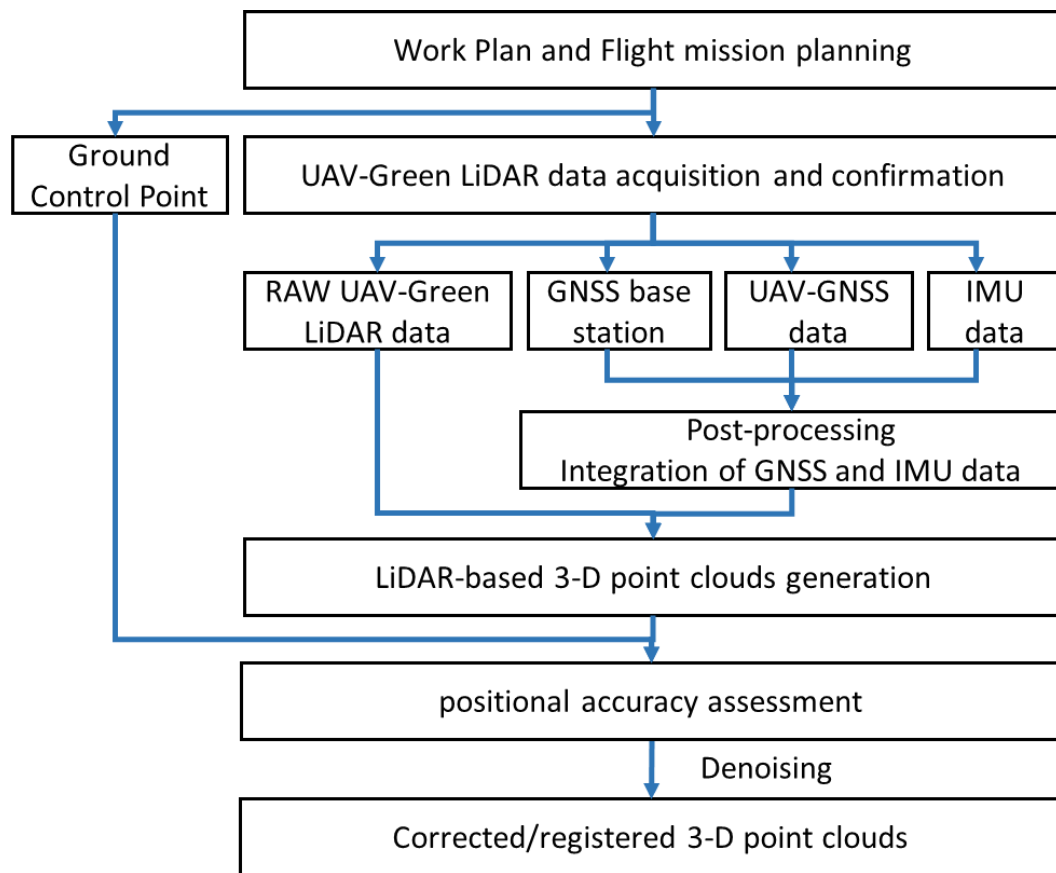 Work Plan and Flight mission planning
Ground
Control Point
UAV-Green LiDAR data acquisition and confirmation
RAW UAV-Green
LiDAR data
GNSS base
station
UAV-GNSS
data
IMU
data
Post-processing
Integration of GNSS and IMU data
LiDAR-based 3-D point clouds generation
positional accuracy assessment
Denoising
Corrected/registered 3-D point clouds